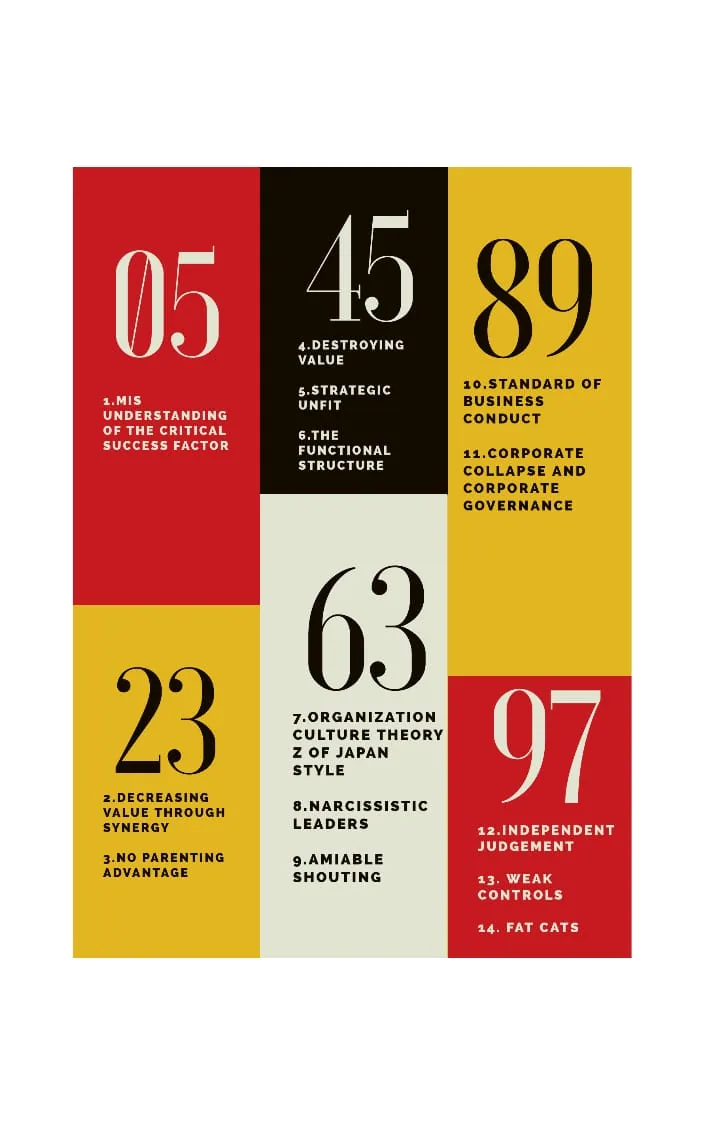 05
1.MIS
UNDERSTANDING
OF THE CRITICAL
SUCCESS FACTOR
23
2.DECREASING
VALUE THROUGH
SYNERGY
3.NO PARENTING
ADVANTAGE
45
4.DESTROYING
VALUE
5.STRATEGIC
UNFIT
6.THE
FUNCTIONAL
STRUCTURE
63
7.ORGANIZATION
CULTURE THEORY
Z OF JAPAN
STYLE
8.NARCISSISTIC
LEADERS
9.AMIABLE
SHOUTING
89
10.STANDARD OF
BUSINESS
CONDUCT
11.CORPORATE
COLLAPSE AND
CORPORATE
GOVERNANCE
97
12.INDEPENDENT
JUDGEMENT
13. WEAK
CONTROLS
14. FAT CATS